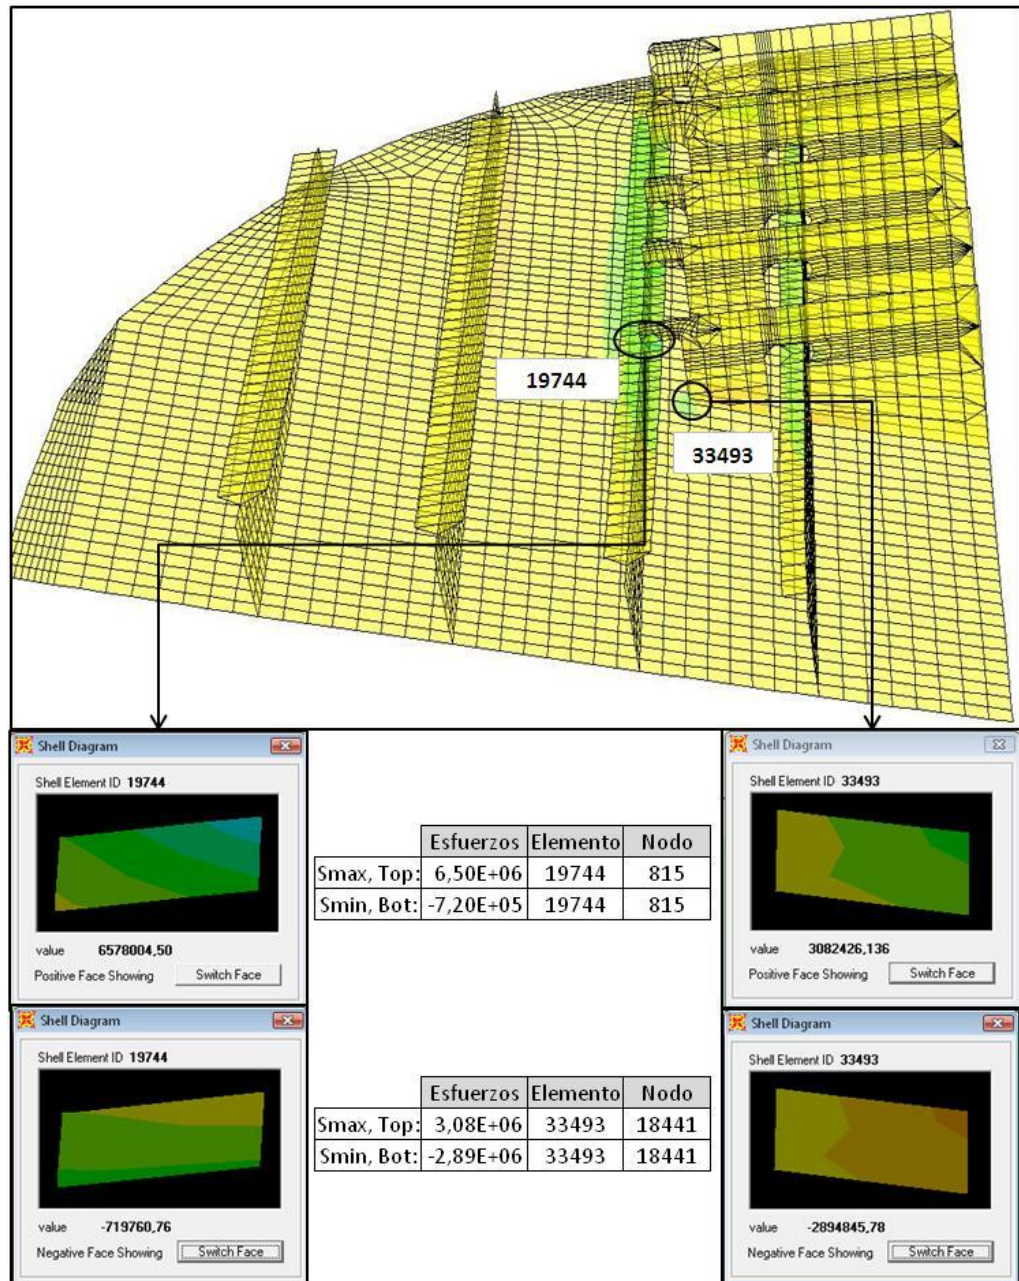 19744
33493
Shell Diagram
Shell Element ID 19744
value 6578004,50
Positive Face Showing Switch Face
Esfuerzos Elemento Nodo
Smax, Top: 6,50E+06 19744 815
Smin, Bot: -7,20E+05 19744 815
Shell Diagram
Shell Element ID 33493
value 3082426,136
Positive Face Showing Switch Face
Shell Diagram
Shell Element ID 19744
value -719760,76
Negative Face Showing Switch Face
Esfuerzos Elemento Nodo
Smax, Top: 3,08E+06 33493 18441
Smin, Bot: -2,89E+06 33493 18441
Shell Diagram
Shell Element ID 33493
value -2894845,78
Negative Face Showing Switch Face